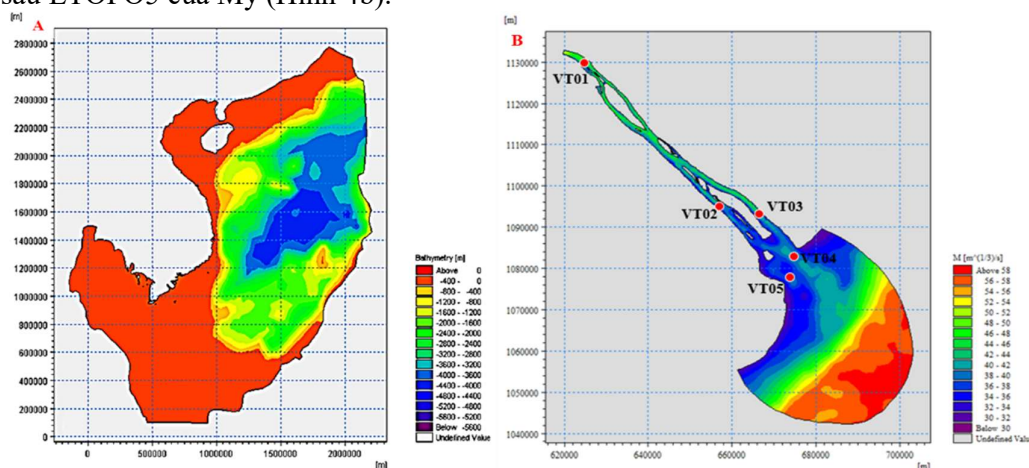 sâu ETOPO5 của Mỹ (Hình 4b).
[m]
A
2800000
2600000
2400000
2200000
2000000
1800000
1600000
1400000
1200000
1000000
800000
600000
400000
200000
0
0
500000
1000000
1500000
2000000
[m]
Bathymetry [m]
Above 0
-400 - 0
-800 - -400
-1200 - -800
-1600 - -1200
-2000 - -1600
-2400 - -2000
-2800 - -2400
-3200 - -2800
-3600 - -3200
-4000 - -3600
-4400 - -4000
-4800 - -4400
-5200 - -4800
-5600 - -5200
Below -5600
Undefined Value
[m]
B
1130000
1120000
1110000
1100000
1090000
1080000
1070000
1060000
1050000
1040000
VT01
VT02
VT03
VT04
VT05
620000
640000
660000
680000
700000
[m]
M [m^(1/3)/s]
Above 58
56 - 58
54 - 56
52 - 54
50 - 52
48 - 50
46 - 48
44 - 46
42 - 44
40 - 42
38 - 40
36 - 38
34 - 36
32 - 34
30 - 32
Below 30
Undefined Value